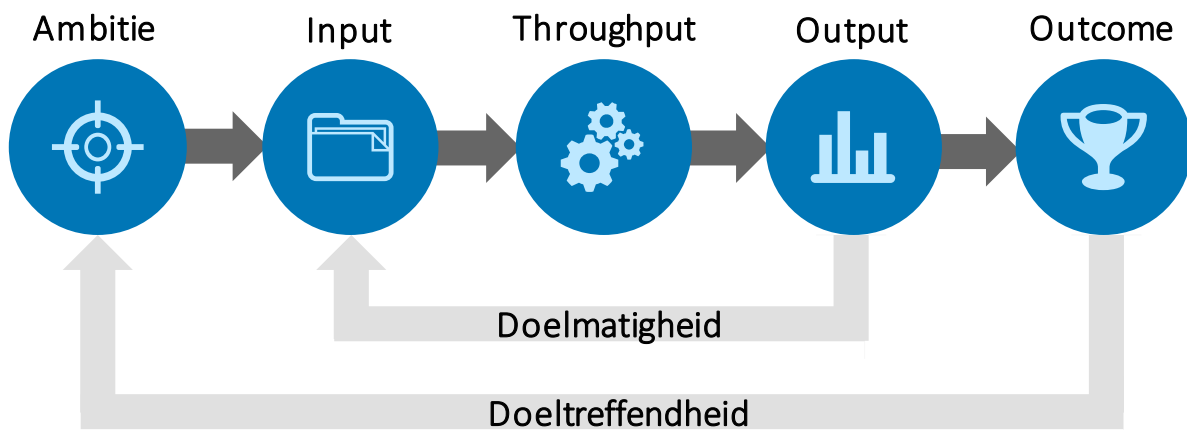 Ambitie
Input
Throughput
Output
Outcome
Doelmatigheid
Doeltreffendheid